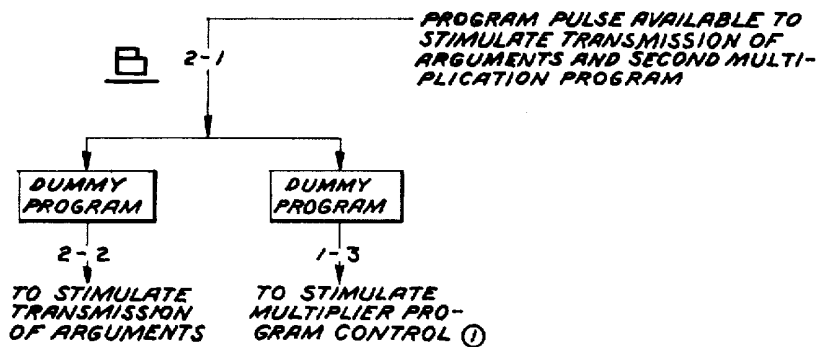 PROGRAM PULSE AVAILABLE TO
STIMULATE TRANSMISSION OF
ARGUMENTS AND SECOND MULTI-
PLICATION PROGRAM
B
2-1
DUMMY
PROGRAM
DUMMY
PROGRAM
2-2
1-3
TO STIMULATE
TRANSMISSION
OF ARGUMENTS
TO STIMULATE
MULTIPLIER PRO-
GRAM CONTROL ①